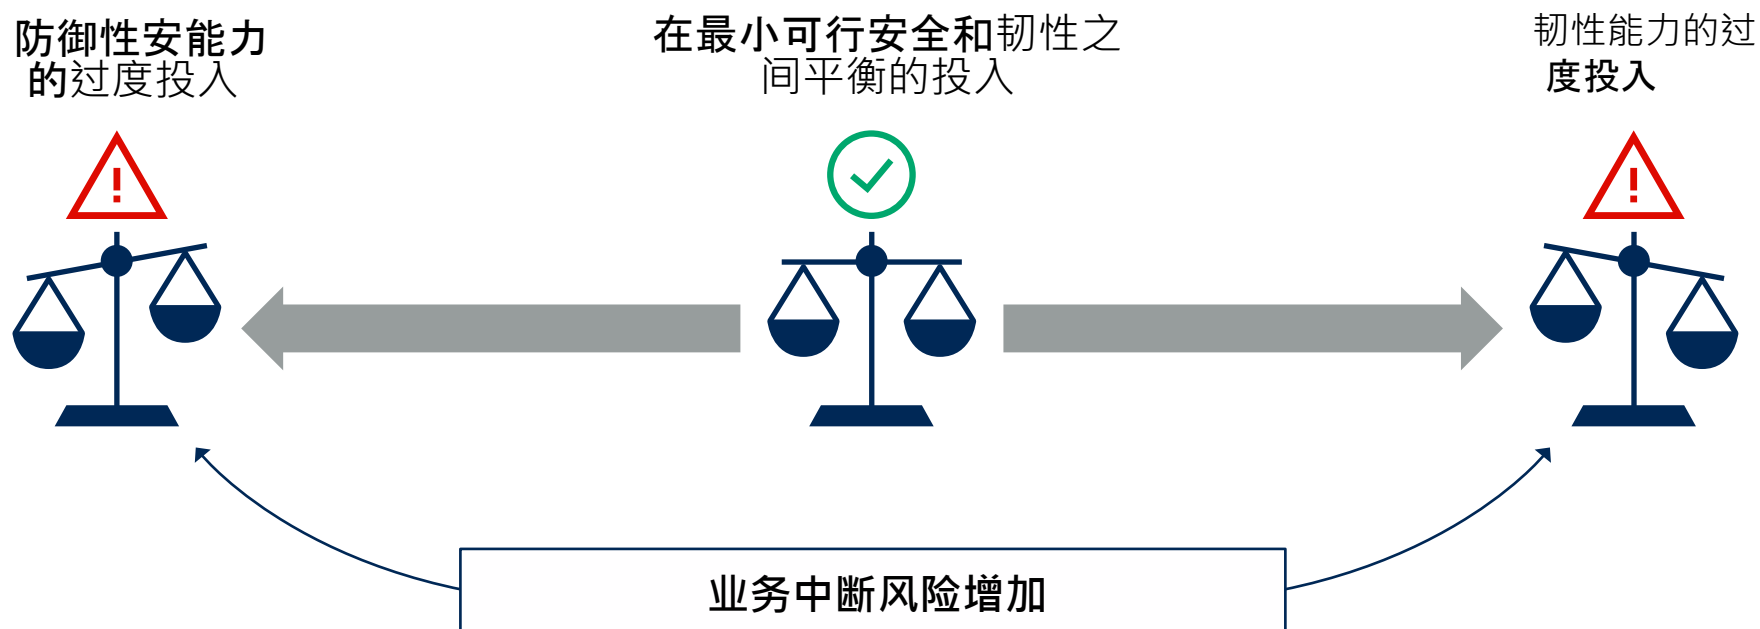 防御性安能力
的过度投入
在最小可行安全和韧性之
间平衡的投入
韧性能力的过
度投入
业务中断风险增加